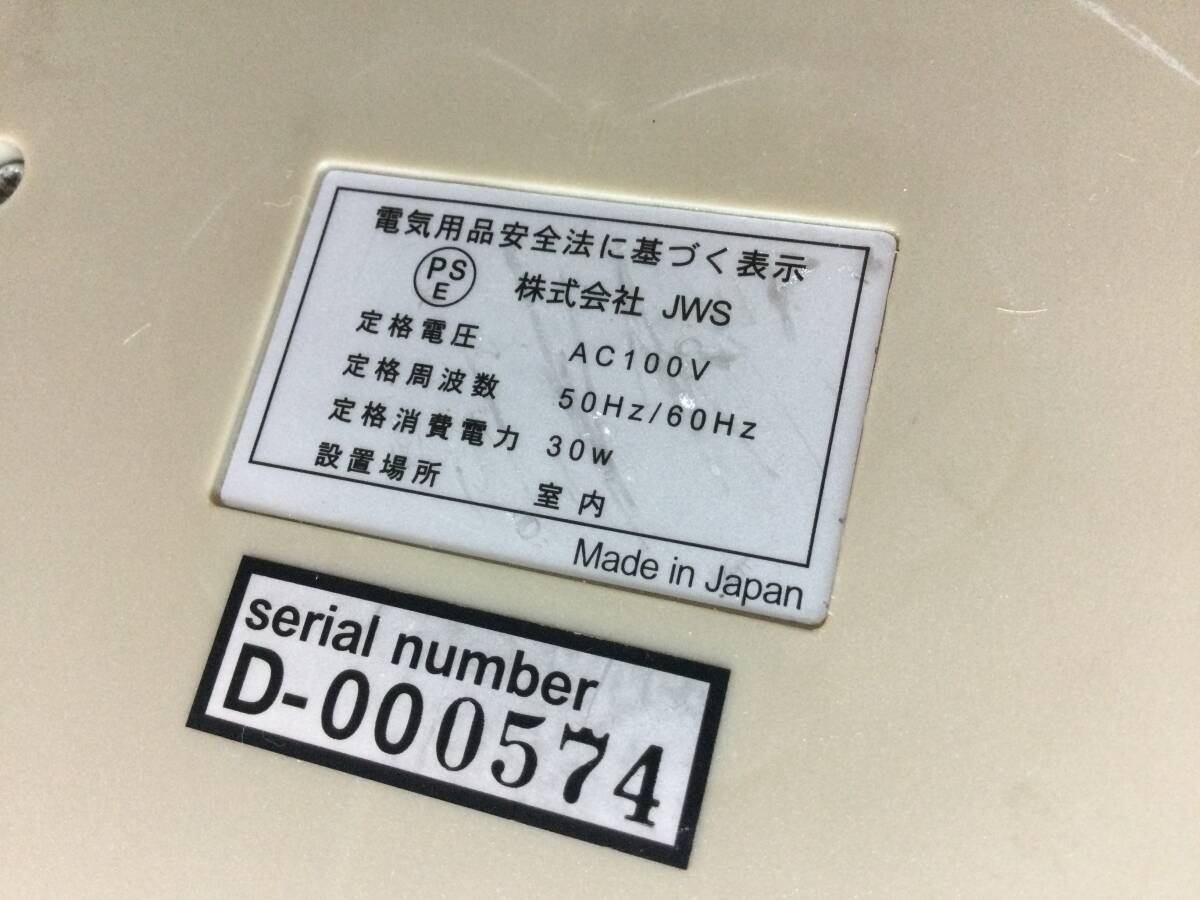 電気用品安全法に基づく表示
PS
E
株式会社 JWS
定格電圧 AC100V
定格周波数 50Hz/60Hz
定格消費電力 30w
設置場所 室内
Made in Japan
serial number
D-000574